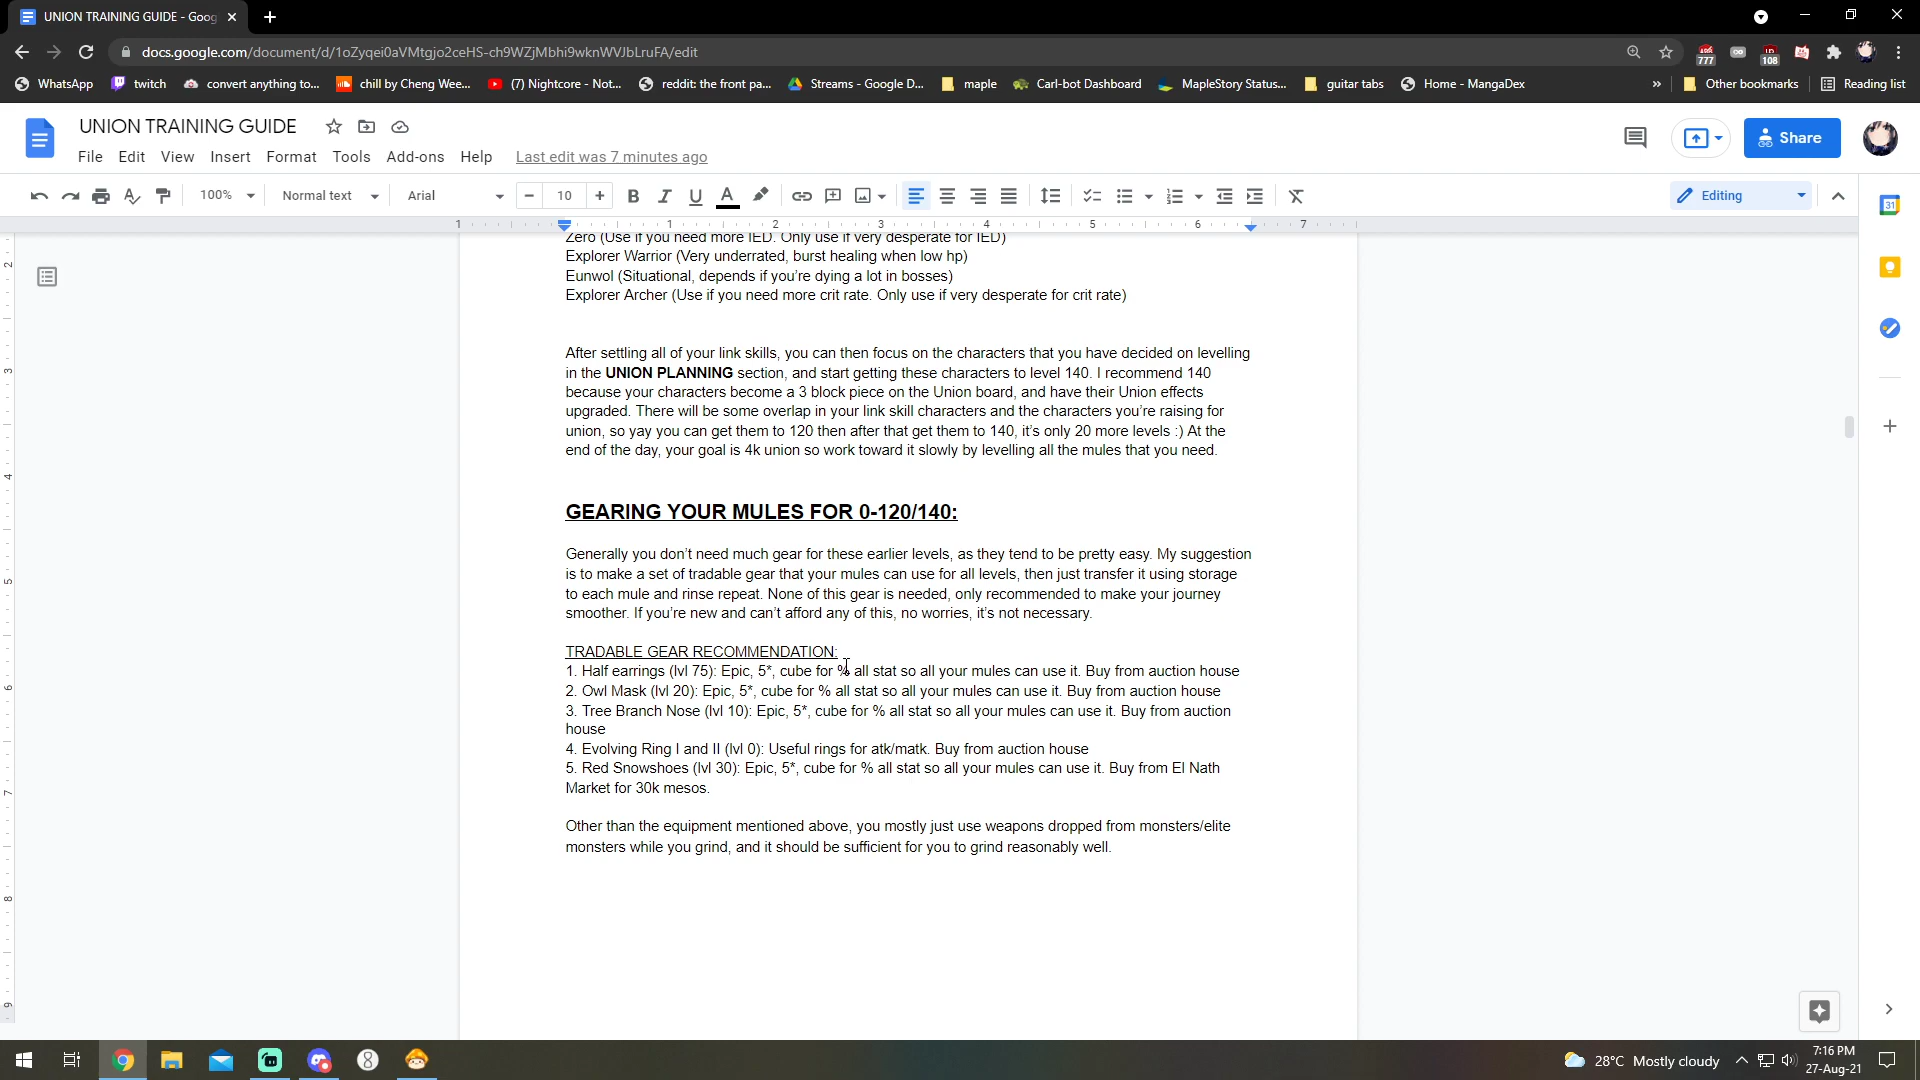 UNION TRAINING GUIDE - Goog
docs.google.com/document/d/1oZyqei0aVMtgjo2ceHS-ch9WZjMbhi9wknWVJbLruFA/edit
777
108
WhatsApp
twitch
convert anything to...
chill by Cheng Wee...
(7) Nightcore - Not...
reddit: the front pa...
Streams - Google D...
maple
Carl-bot Dashboard
MapleStory Status...
guitar tabs
Home - MangaDex
»
Other bookmarks
Reading list
UNION TRAINING GUIDE
Share
File Edit View Insert Format Tools Add-ons Help Last edit was 7 minutes ago
100% Normal text Arial − 10 + B I U A Editing
31
1 1 2 3 4 5 6 7
2
3
4
5
6
7
8
9
Zero (Use if you need more IED. Only use if very desperate for IED)
Explorer Warrior (Very underrated, burst healing when low hp)
Eunwol (Situational, depends if you're dying a lot in bosses)
Explorer Archer (Use if you need more crit rate. Only use if very desperate for crit rate)
After settling all of your link skills, you can then focus on the characters that you have decided on levelling
in the UNION PLANNING section, and start getting these characters to level 140. I recommend 140
because your characters become a 3 block piece on the Union board, and have their Union effects
upgraded. There will be some overlap in your link skill characters and the characters you're raising for
union, so yay you can get them to 120 then after that get them to 140, it's only 20 more levels :) At the
end of the day, your goal is 4k union so work toward it slowly by levelling all the mules that you need.
GEARING YOUR MULES FOR 0-120/140:
Generally you don't need much gear for these earlier levels, as they tend to be pretty easy. My suggestion
is to make a set of tradable gear that your mules can use for all levels, then just transfer it using storage
to each mule and rinse repeat. None of this gear is needed, only recommended to make your journey
smoother. If you're new and can't afford any of this, no worries, it's not necessary.
TRADABLE GEAR RECOMMENDATION:
1. Half earrings (lvl 75): Epic, 5*, cube for % all stat so all your mules can use it. Buy from auction house
2. Owl Mask (lvl 20): Epic, 5*, cube for % all stat so all your mules can use it. Buy from auction house
3. Tree Branch Nose (lvl 10): Epic, 5*, cube for % all stat so all your mules can use it. Buy from auction
house
4. Evolving Ring I and II (lvl 0): Useful rings for atk/matk. Buy from auction house
5. Red Snowshoes (lvl 30): Epic, 5*, cube for % all stat so all your mules can use it. Buy from El Nath
Market for 30k mesos.
Other than the equipment mentioned above, you mostly just use weapons dropped from monsters/elite
monsters while you grind, and it should be sufficient for you to grind reasonably well.
28°C Mostly cloudy
7:16 PM
27-Aug-21